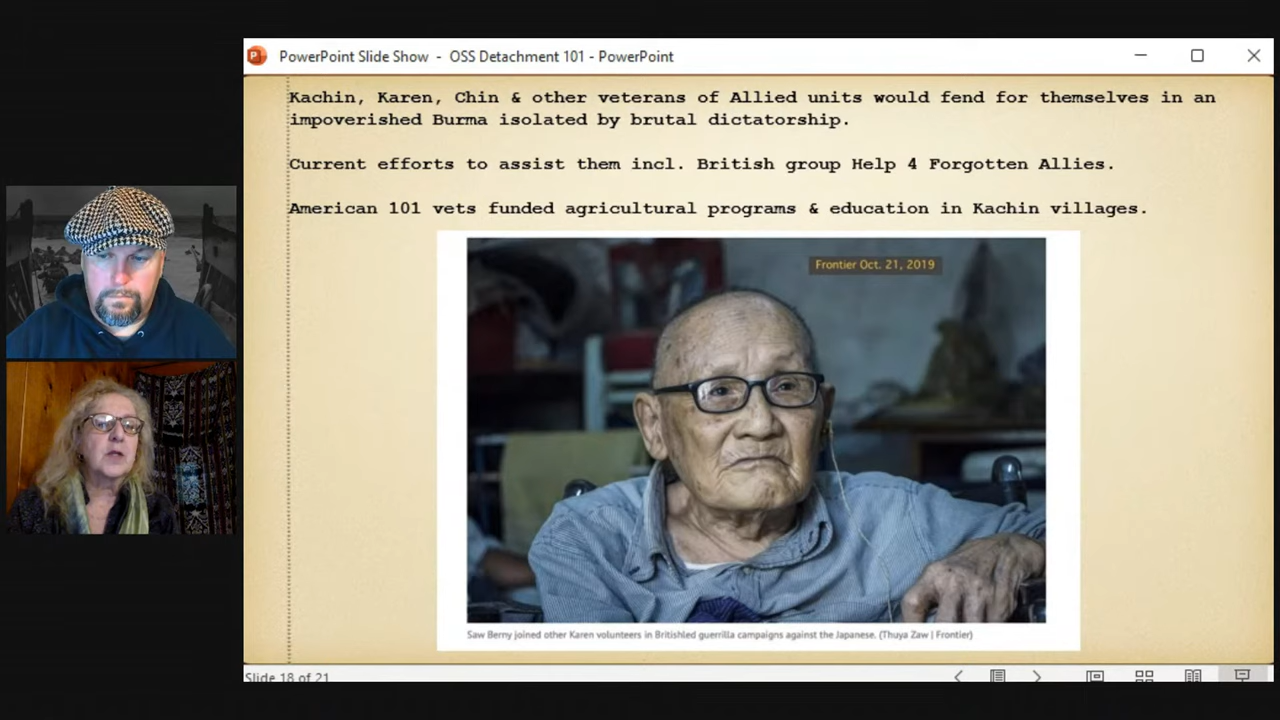 PowerPoint Slide Show - OSS Detachment 101 - PowerPoint
Kachin, Karen, Chin & other veterans of Allied units would fend for themselves in an
impoverished Burma isolated by brutal dictatorship.
Current efforts to assist them incl. British group Help 4 Forgotten Allies.
American 101 vets funded agricultural programs & education in Kachin villages.
Frontier Oct. 21, 2019
Saw Berny joined other Karen volunteers in Britishled guerrilla campaigns against the Japanese. (Thuya Zaw | Frontier)
Slide 18 of 21